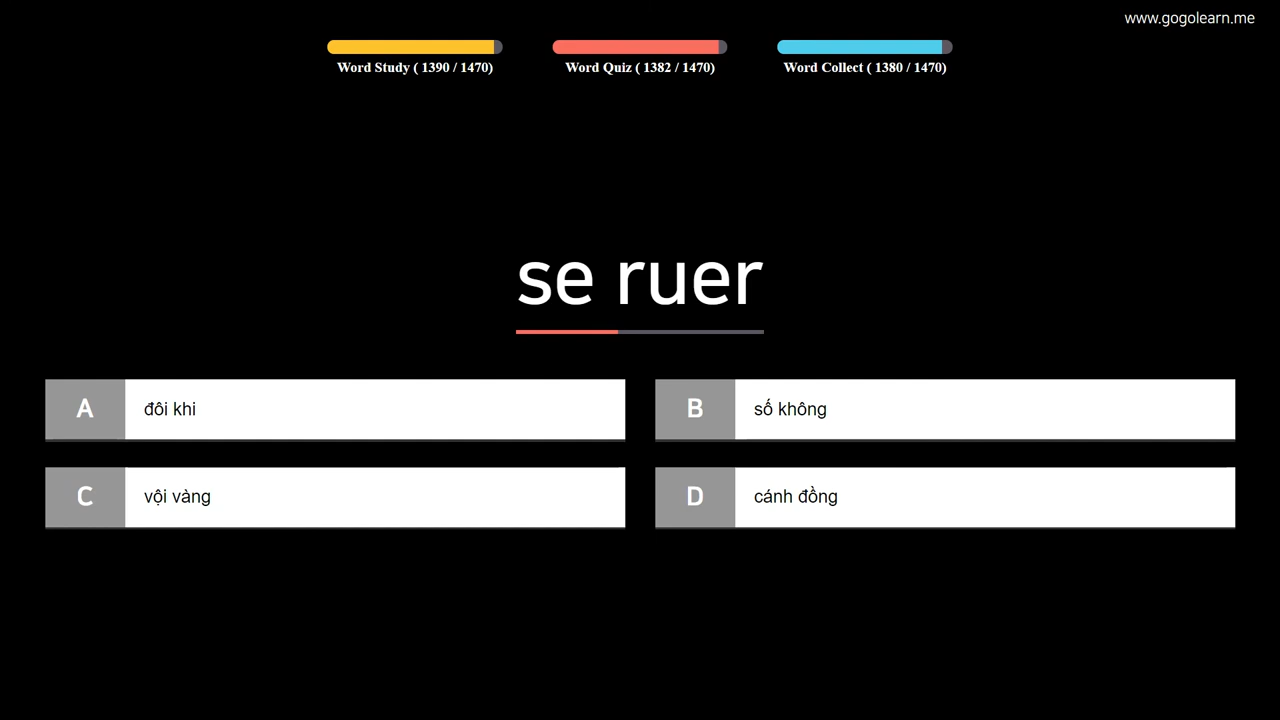 www.gogolearn.me
Word Study ( 1390 / 1470)
Word Quiz ( 1382 / 1470)
Word Collect ( 1380 / 1470)
se ruer
A đôi khi
B số không
C vội vàng
D cánh đồng